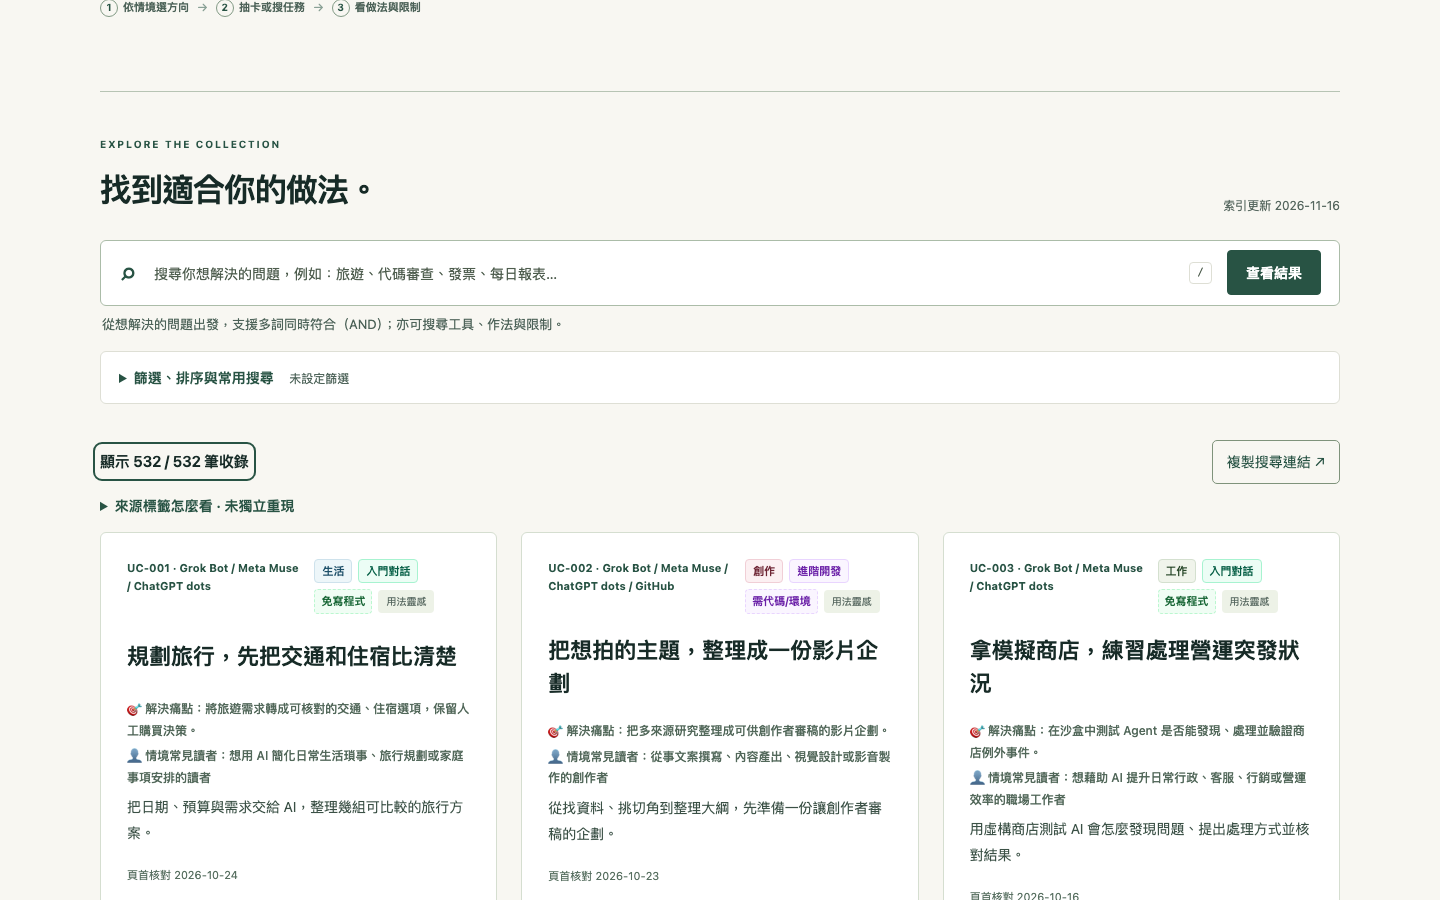 1 依情境選方向 → 2 抽卡或搜任務 → 3 看做法與限制
EXPLORE THE COLLECTION
找到適合你的做法。
索引更新 2026-11-16
搜尋你想解決的問題，例如：旅遊、代碼審查、發票、每日報表...
/
查看結果
從想解決的問題出發，支援多詞同時符合（AND）；亦可搜尋工具、作法與限制。
▶ 篩選、排序與常用搜尋 未設定篩選
顯示 532 / 532 筆收錄
複製搜尋連結 ↗
▶ 來源標籤怎麼看 · 未獨立重現
UC-001 · Grok Bot / Meta Muse
/ ChatGPT dots
生活 入門對話
免寫程式 用法靈感
規劃旅行，先把交通和住宿比清楚
🎯 解決痛點：將旅遊需求轉成可核對的交通、住宿選項，保留人
工購買決策。
👤 情境常見讀者：想用 AI 簡化日常生活瑣事、旅行規劃或家庭
事項安排的讀者
把日期、預算與需求交給 AI，整理幾組可比較的旅行方
案。
頁首核對 2026-10-24
UC-002 · Grok Bot / Meta Muse /
ChatGPT dots / GitHub
創作 進階開發
需代碼/環境 用法靈感
把想拍的主題，整理成一份影片企
劃
🎯 解決痛點：把多來源研究整理成可供創作者審稿的影片企劃。
👤 情境常見讀者：從事文案撰寫、內容產出、視覺設計或影音製
作的創作者
從找資料、挑切角到整理大綱，先準備一份讓創作者審
稿的企劃。
頁首核對 2026-10-23
UC-003 · Grok Bot / Meta Muse
/ ChatGPT dots
工作 入門對話
免寫程式 用法靈感
拿模擬商店，練習處理營運突發狀
況
🎯 解決痛點：在沙盒中測試 Agent 是否能發現、處理並驗證商
店例外事件。
👤 情境常見讀者：想藉助 AI 提升日常行政、客服、行銷或營運
效率的職場工作者
用虛構商店測試 AI 會怎麼發現問題、提出處理方式並核
對結果。
頁首核對 2026-10-16